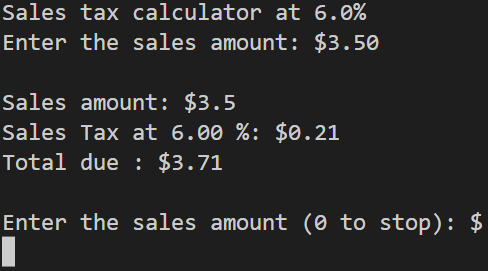 Sales tax calculator at 6.0%
Enter the sales amount: $3.50
Sales amount: $3.5
Sales Tax at 6.00 %: $0.21
Total due : $3.71
Enter the sales amount (0 to stop): $